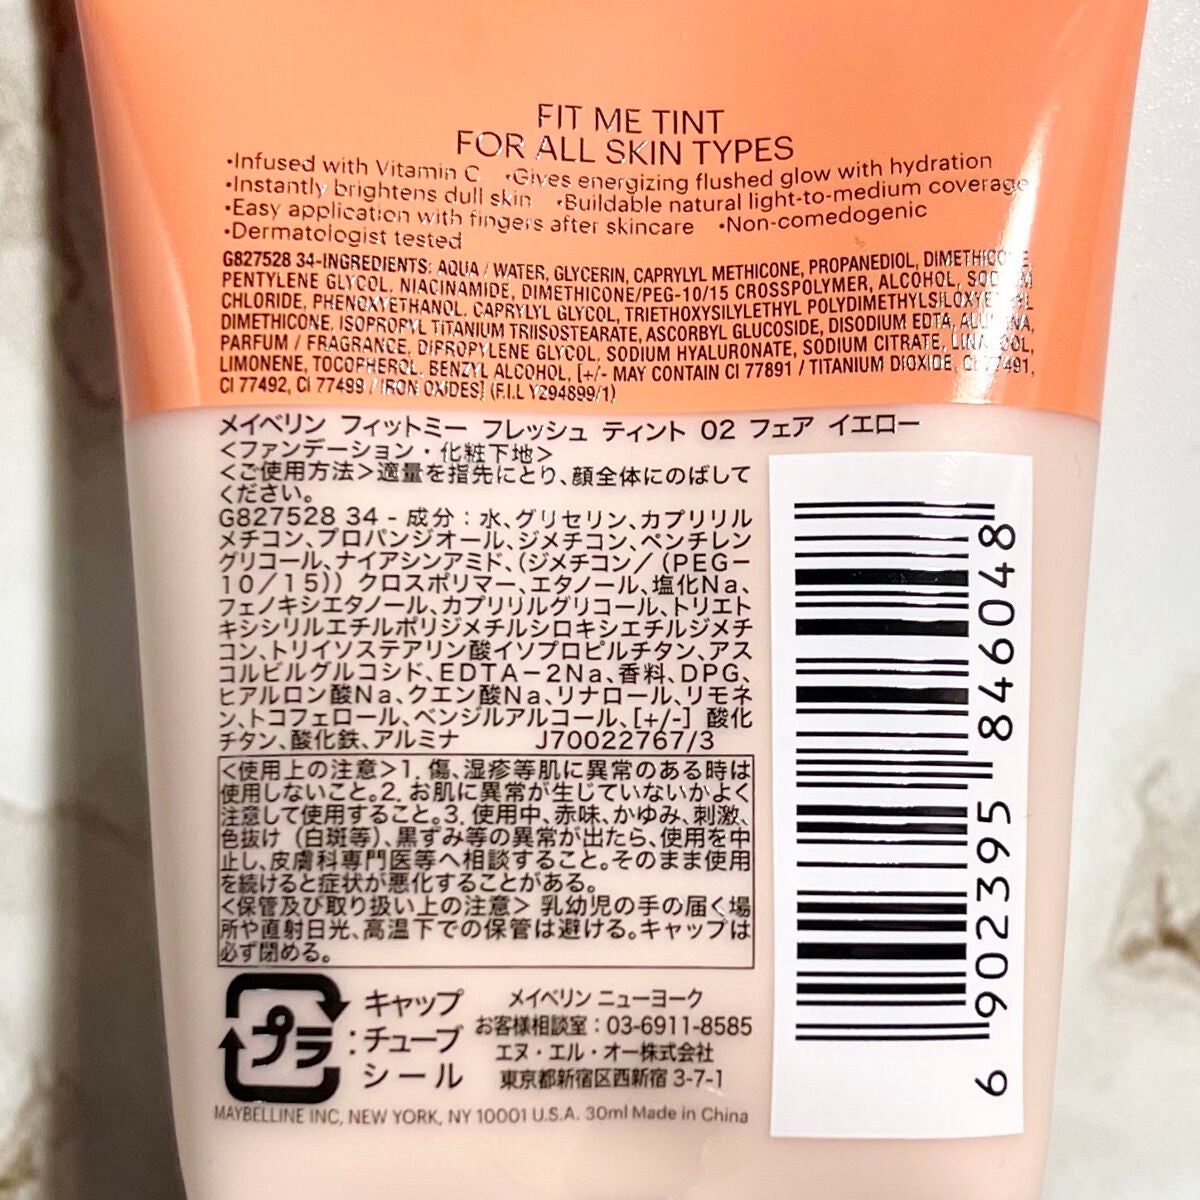 FIT ME TINT
FOR ALL SKIN TYPES
•Infused with Vitamin C •Gives energizing flushed glow with hydration
•Instantly brightens dull skin •Buildable natural light-to-medium coverage
•Easy application with fingers after skincare •Non-comedogenic
•Dermatologist tested
G827528 34-INGREDIENTS: AQUA / WATER, GLYCERIN, CAPRYLYL METHICONE, PROPANEDIOL, DIMETHICONE,
PENTYLENE GLYCOL, NIACINAMIDE, DIMETHICONE/PEG-10/15 CROSSPOLYMER, ALCOHOL, SODIUM
CHLORIDE, PHENOXYETHANOL, CAPRYLYL GLYCOL, TRIETHOXYSILYLETHYL POLYDIMETHYLSILOXYETHYL
DIMETHICONE, ISOPROPYL TITANIUM TRIISOSTEARATE, ASCORBYL GLUCOSIDE, DISODIUM EDTA, ALUMINA,
PARFUM / FRAGRANCE, DIPROPYLENE GLYCOL, SODIUM HYALURONATE, SODIUM CITRATE, LINALOOL,
LIMONENE, TOCOPHEROL, BENZYL ALCOHOL, [+/- MAY CONTAIN CI 77891 / TITANIUM DIOXIDE, CI 77491,
CI 77492, CI 77499 / IRON OXIDES] (F.I.L Y294899/1)
メイベリン フィットミー フレッシュ ティント 02 フェア イエロー
<ファンデーション・化粧下地>
<ご使用方法>適量を指先にとり、顔全体にのばして
ください。
G827528 34 - 成分：水、グリセリン、カプリリル
メチコン、プロパンジオール、ジメチコン、ペンチレン
グリコール、ナイアシンアミド、(ジメチコン／（PEG−
10／15)）クロスポリマー、エタノール、塩化Na、
フェノキシエタノール、カプリリルグリコール、トリエト
キシシリルエチルポリジメチルシロキシエチルジメチ
コン、トリイソステアリン酸イソプロピルチタン、アス
コルビルグルコシド、EDTA−2Na、香料、DPG、
ヒアルロン酸Na、クエン酸Na、リナロール、リモネ
ン、トコフェロール、ベンジルアルコール、[+/-] 酸化
チタン、酸化鉄、アルミナ J70022767/3
<使用上の注意>1. 傷、湿疹等肌に異常のある時は
使用しないこと。2. お肌に異常が生じていないかよく
注意して使用すること。3. 使用中、赤味、かゆみ、刺激、
色抜け（白斑等）、黒ずみ等の異常が出たら、使用を中
止し、皮膚科専門医等へ相談すること。そのまま使用
を続けると症状が悪化することがある。
<保管及び取り扱い上の注意> 乳幼児の手の届く場
所や直射日光、高温下での保管は避ける。キャップは
必ず閉める。
プラ
：キャップ
チューブ
シール
メイベリン ニューヨーク
お客様相談室：03-6911-8585
エヌ・エル・オー株式会社
東京都新宿区西新宿 3-7-1
MAYBELLINE INC, NEW YORK, NY 10001 U.S.A. 30ml Made in China
6 902395 846048